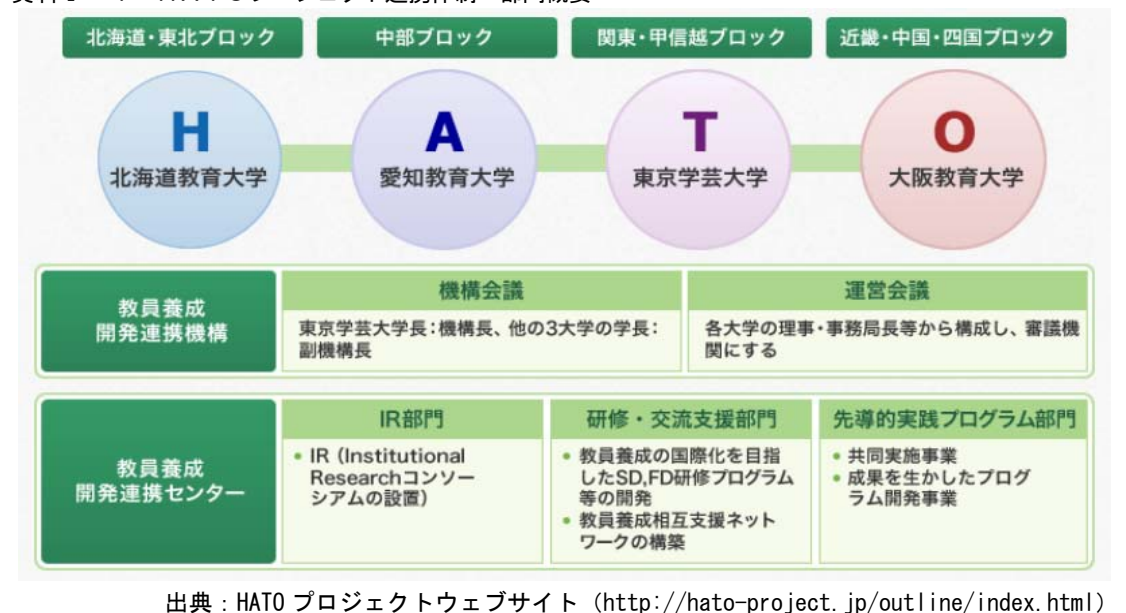 北海道・東北ブロック
中部ブロック
関東・甲信越ブロック
近畿・中国・四国ブロック
H
北海道教育大学
A
愛知教育大学
T
東京学芸大学
O
大阪教育大学
教員養成
開発連携機構
機構会議
東京学芸大学長：機構長、他の3大学の学長：
副機構長
運営会議
各大学の理事・事務局長等から構成し、審議機
関にする
教員養成
開発連携センター
IR部門
• IR（Institutional
Researchコンソー
シアムの設置）
研修・交流支援部門
• 教員養成の国際化を目指
したSD,FD研修プログラム
等の開発
• 教員養成相互支援ネット
ワークの構築
先導的実践プログラム部門
• 共同実施事業
• 成果を生かしたプログ
ラム開発事業
出典：HATO プロジェクトウェブサイト（http://hato-project.jp/outline/index.html）